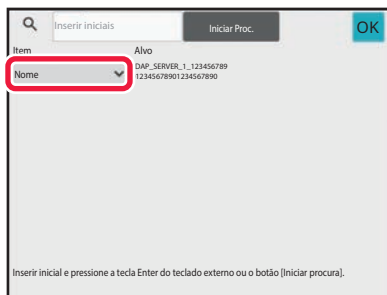 Inserir iniciais
Iniciar Proc.
OK
Item
Alvo
Nome
DAP_SERVER_1_123456789
12345678901234567890
Inserir inicial e pressione a tecla Enter do teclado externo ou o botão [Iniciar procura].